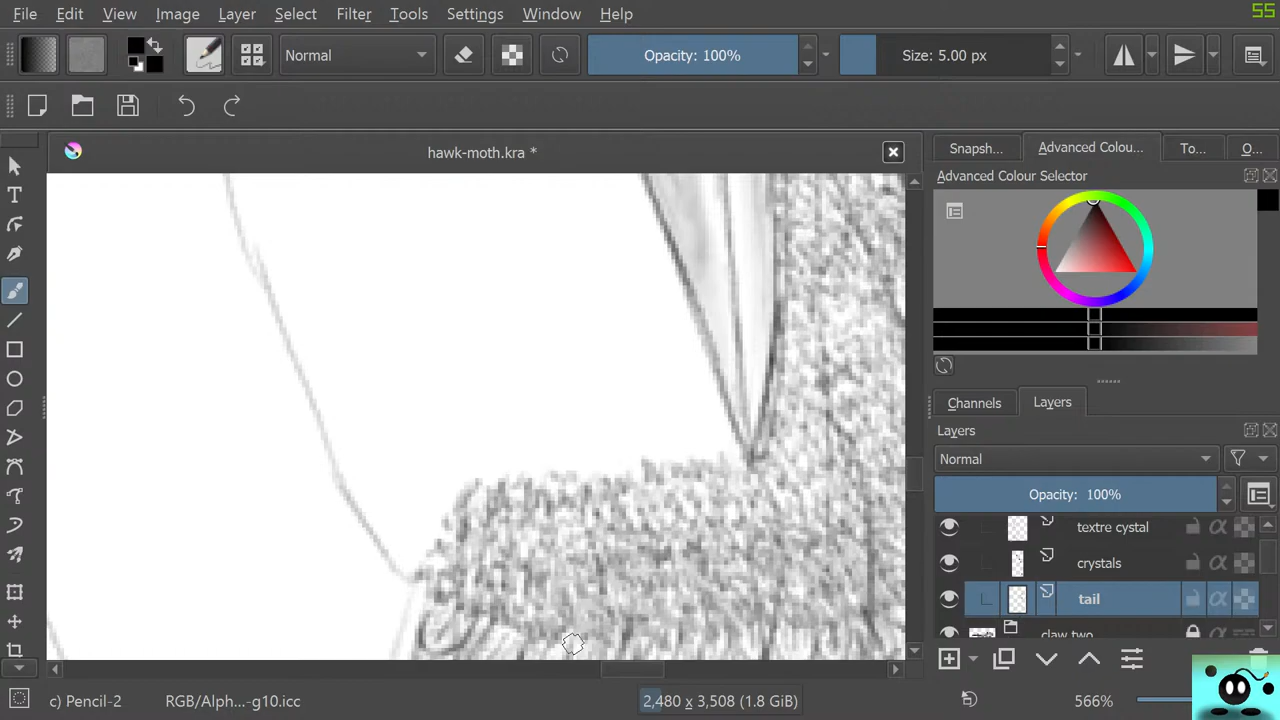 File Edit View Image Layer Select Filter Tools Settings Window Help 55
Normal Opacity: 100% Size: 5.00 px
hawk-moth.kra *
Snapsh... Advanced Colou... To... O...
Advanced Colour Selector
Channels Layers
Layers
Normal
Opacity: 100%
textre cystal
crystals
tail
claw two
c) Pencil-2 RGB/Alph...-g10.icc 2,480 x 3,508 (1.8 GiB) 566%